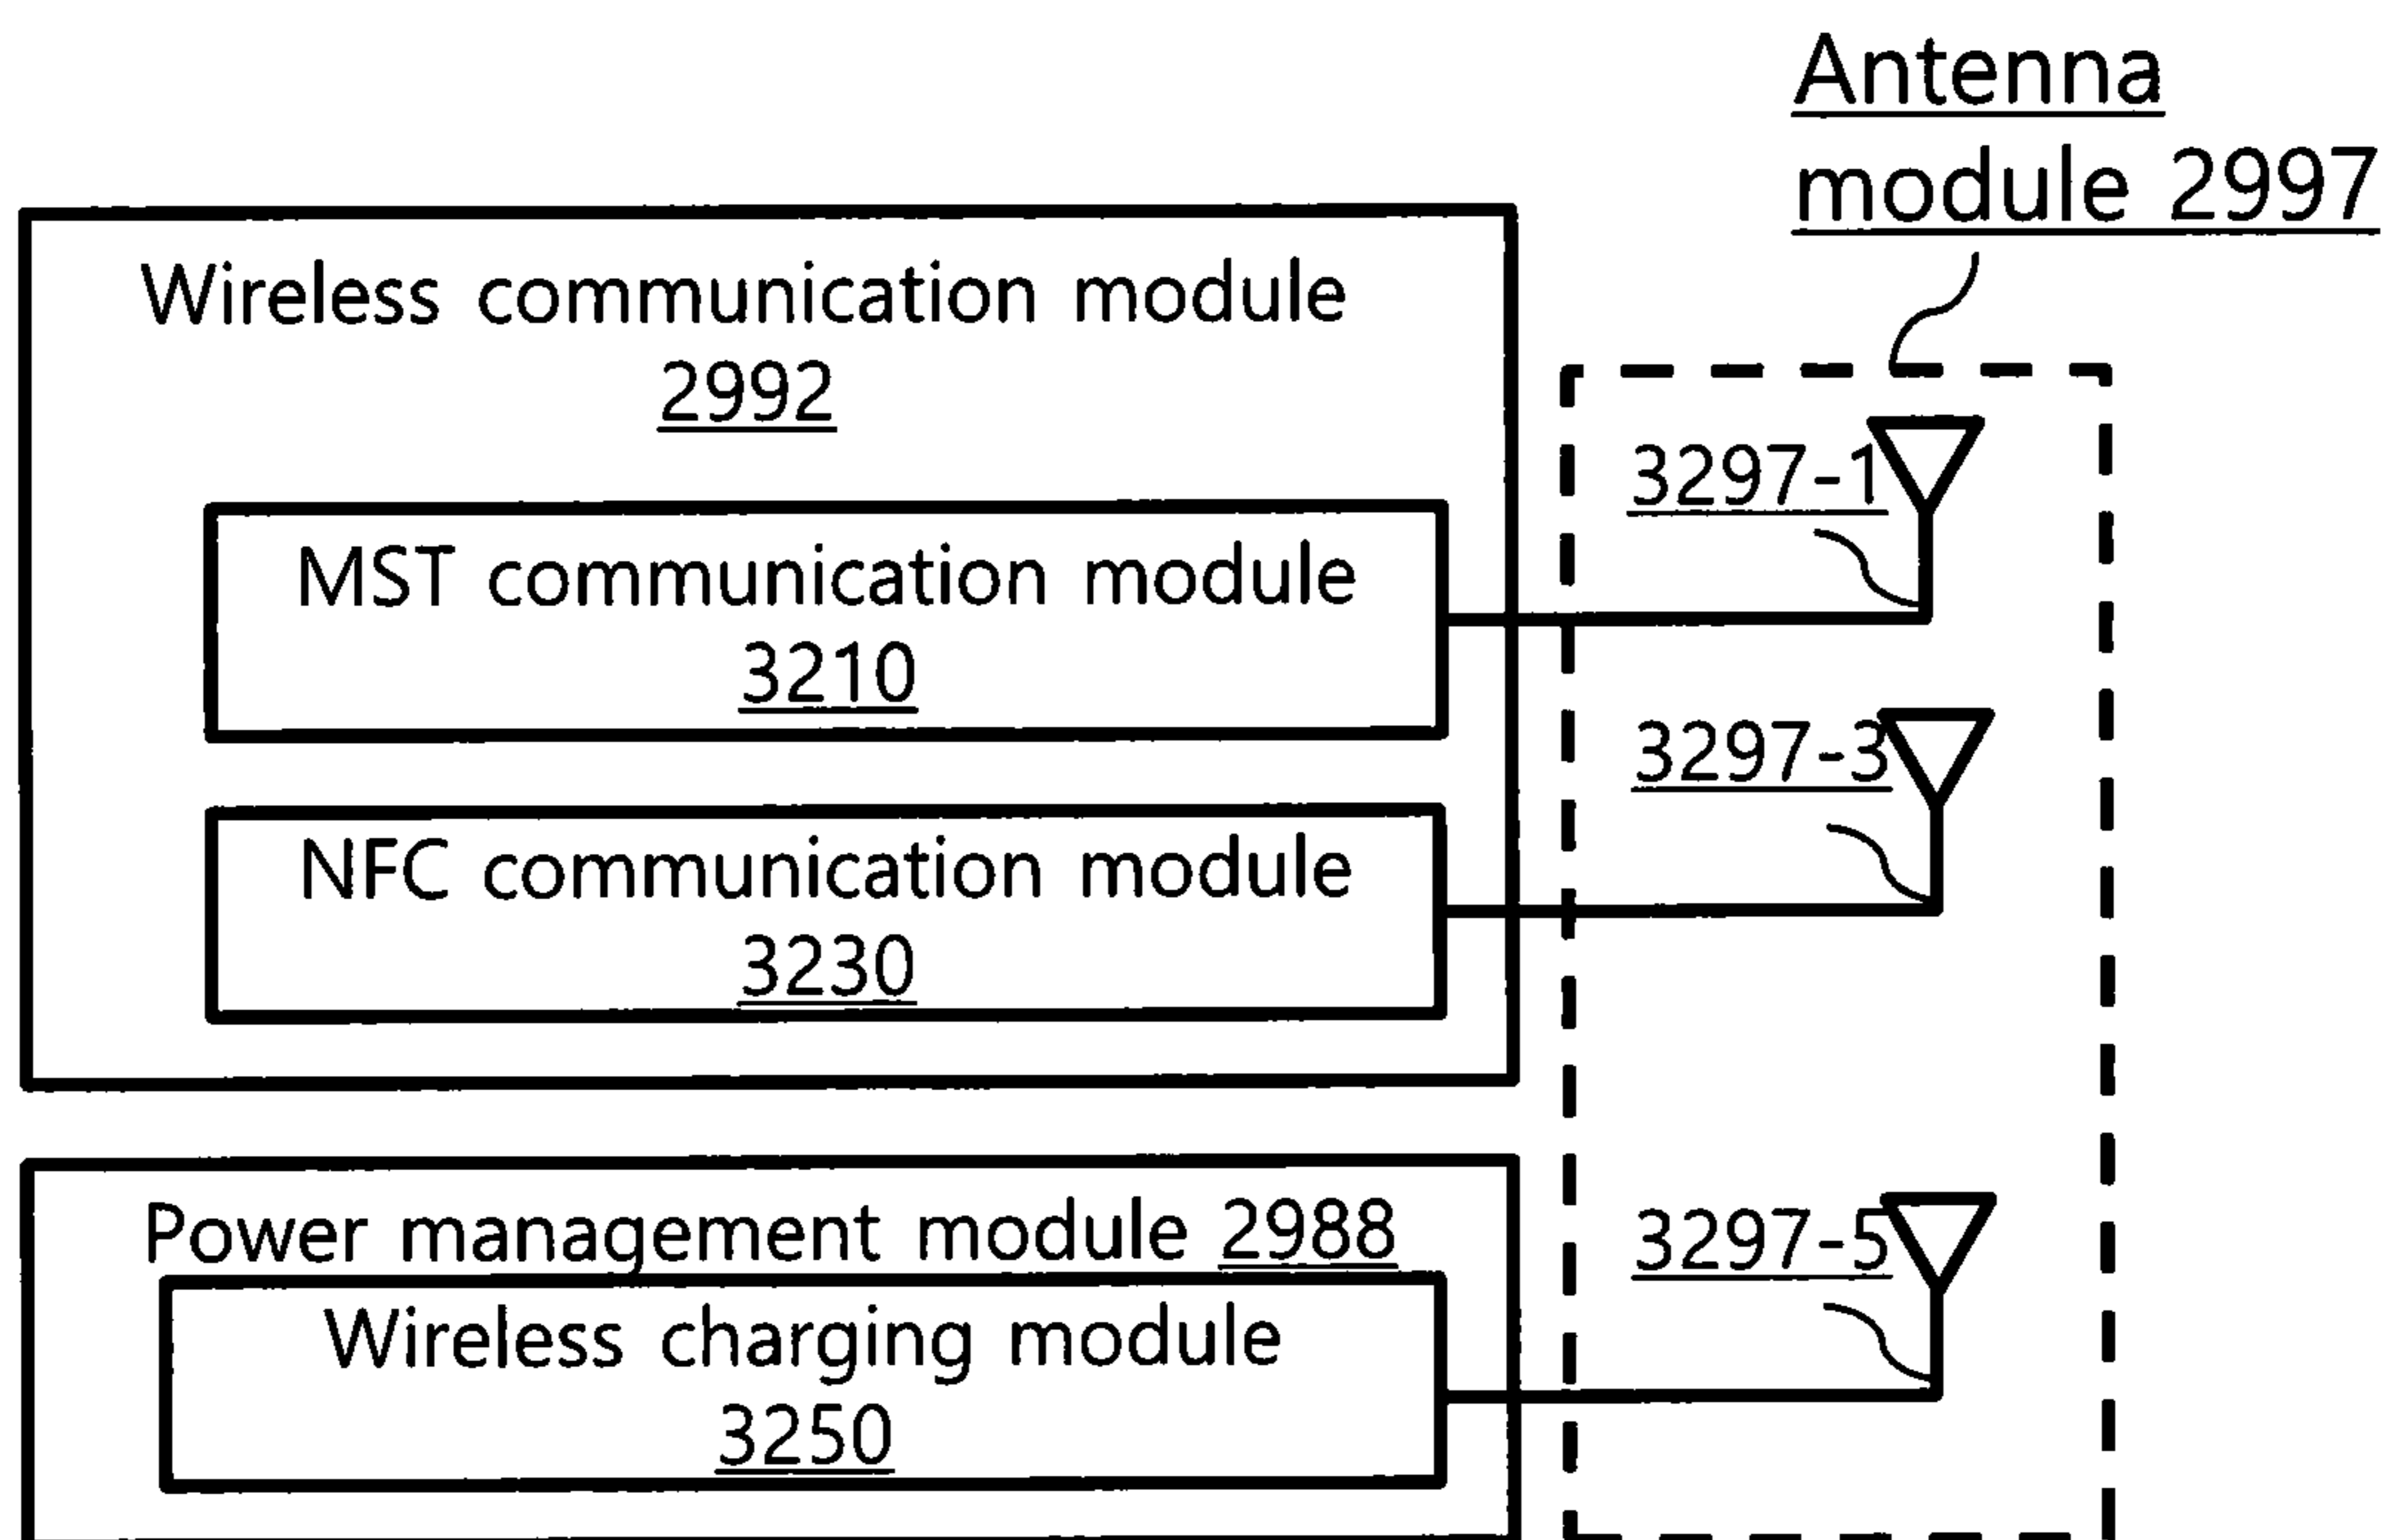 Antenna
module 2997
Wireless communication module
2992
3297-1
MST communication module
3210
3297-3
NFC communication module
3230
Power management module 2988
3297-5
Wireless charging module
3250